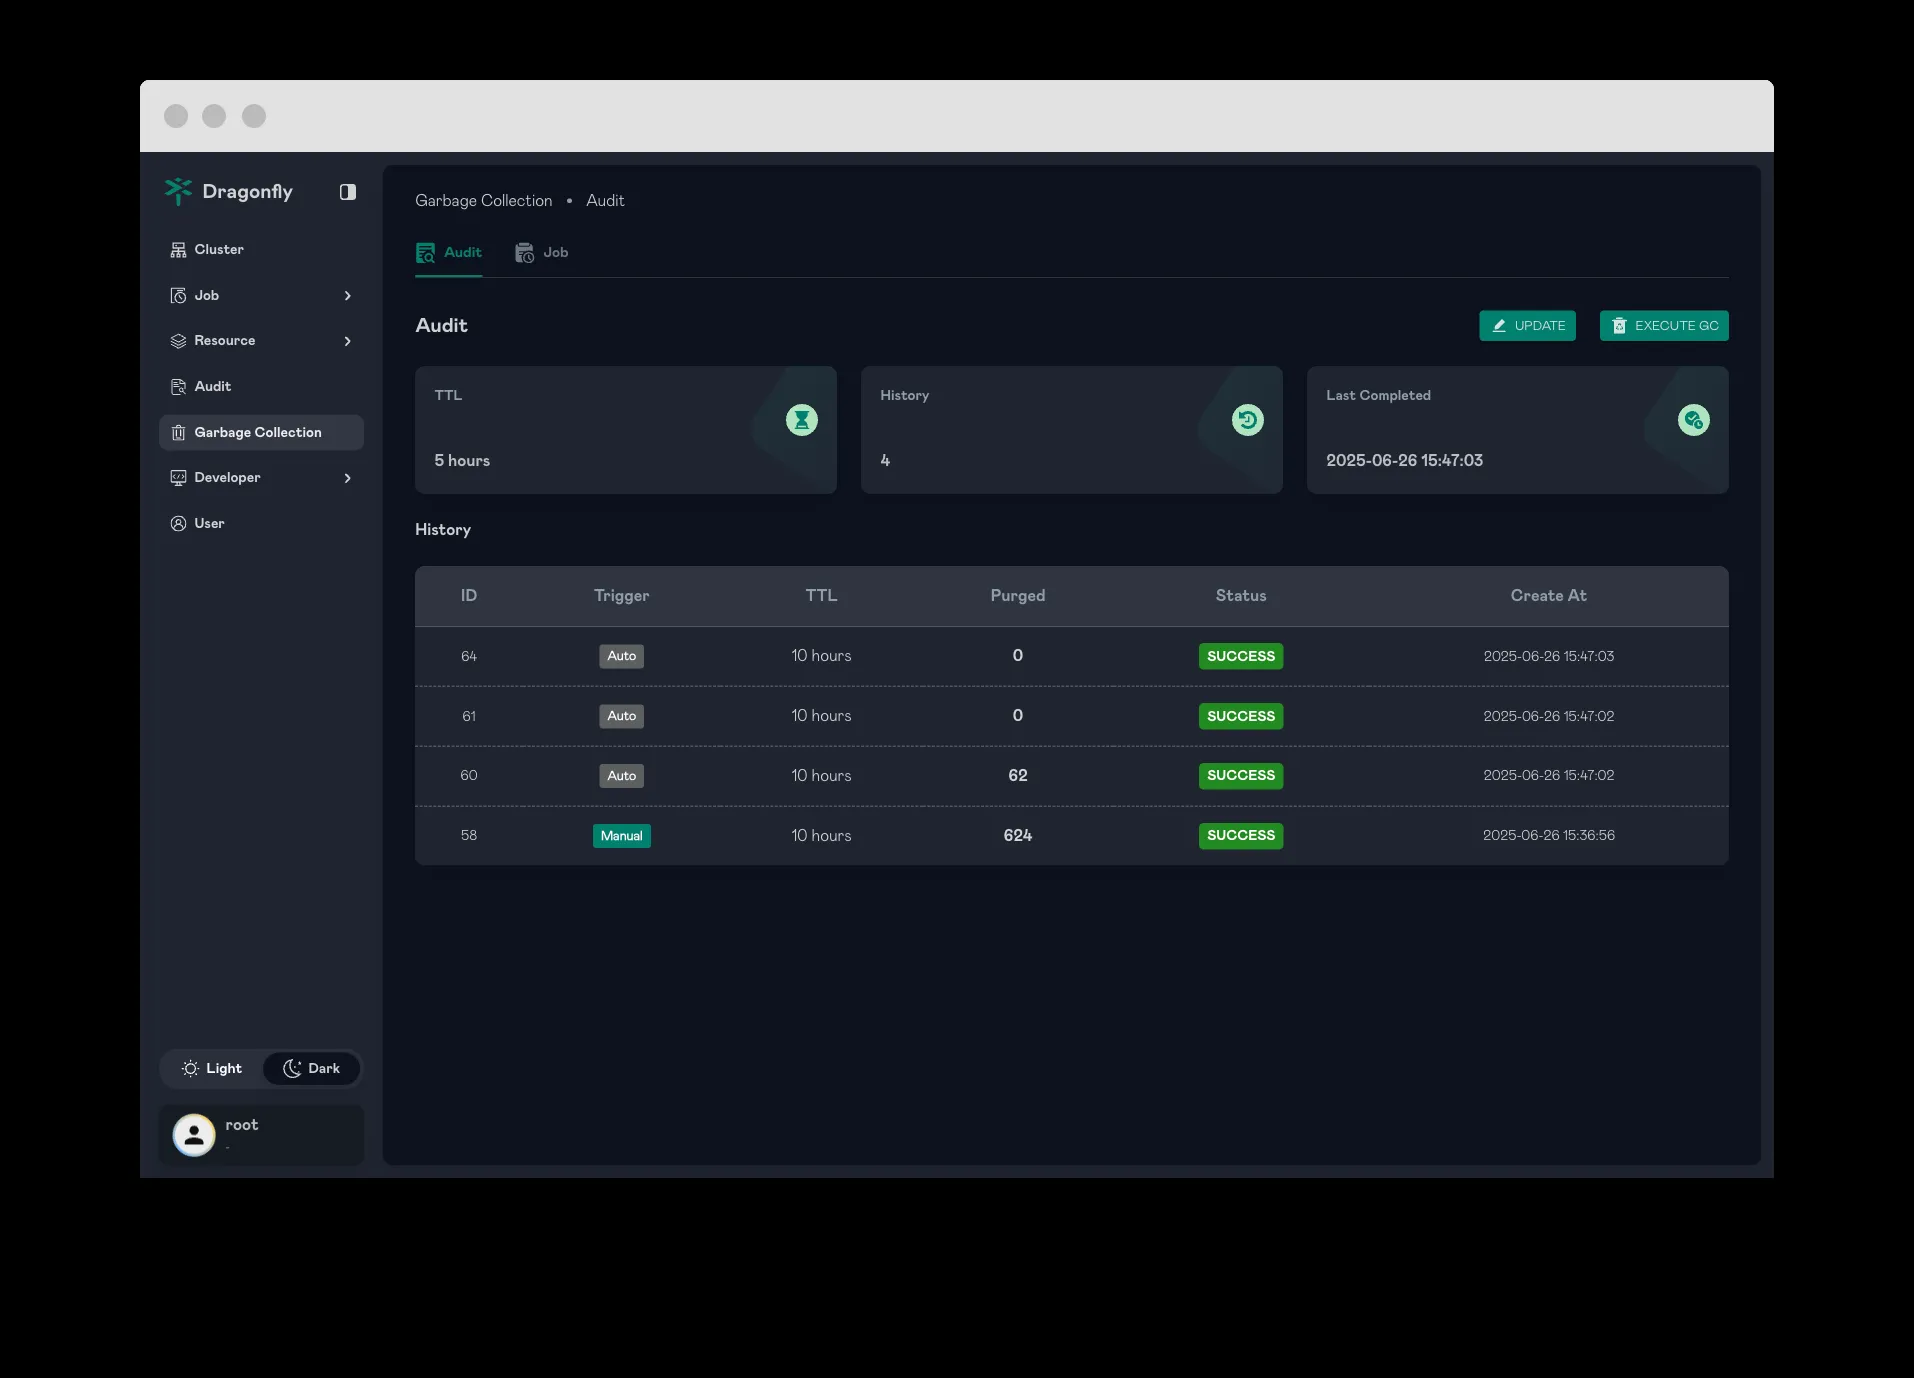 Dragonfly
Cluster
Job
Resource
Audit
Garbage Collection
Developer
User
Light Dark
root
-
Garbage Collection • Audit
Audit Job
Audit
UPDATE EXECUTE GC
TTL
5 hours
History
4
Last Completed
2025-06-26 15:47:03
History
ID Trigger TTL Purged Status Create At
64 Auto 10 hours 0 SUCCESS 2025-06-26 15:47:03
61 Auto 10 hours 0 SUCCESS 2025-06-26 15:47:02
60 Auto 10 hours 62 SUCCESS 2025-06-26 15:47:02
58 Manual 10 hours 624 SUCCESS 2025-06-26 15:36:56